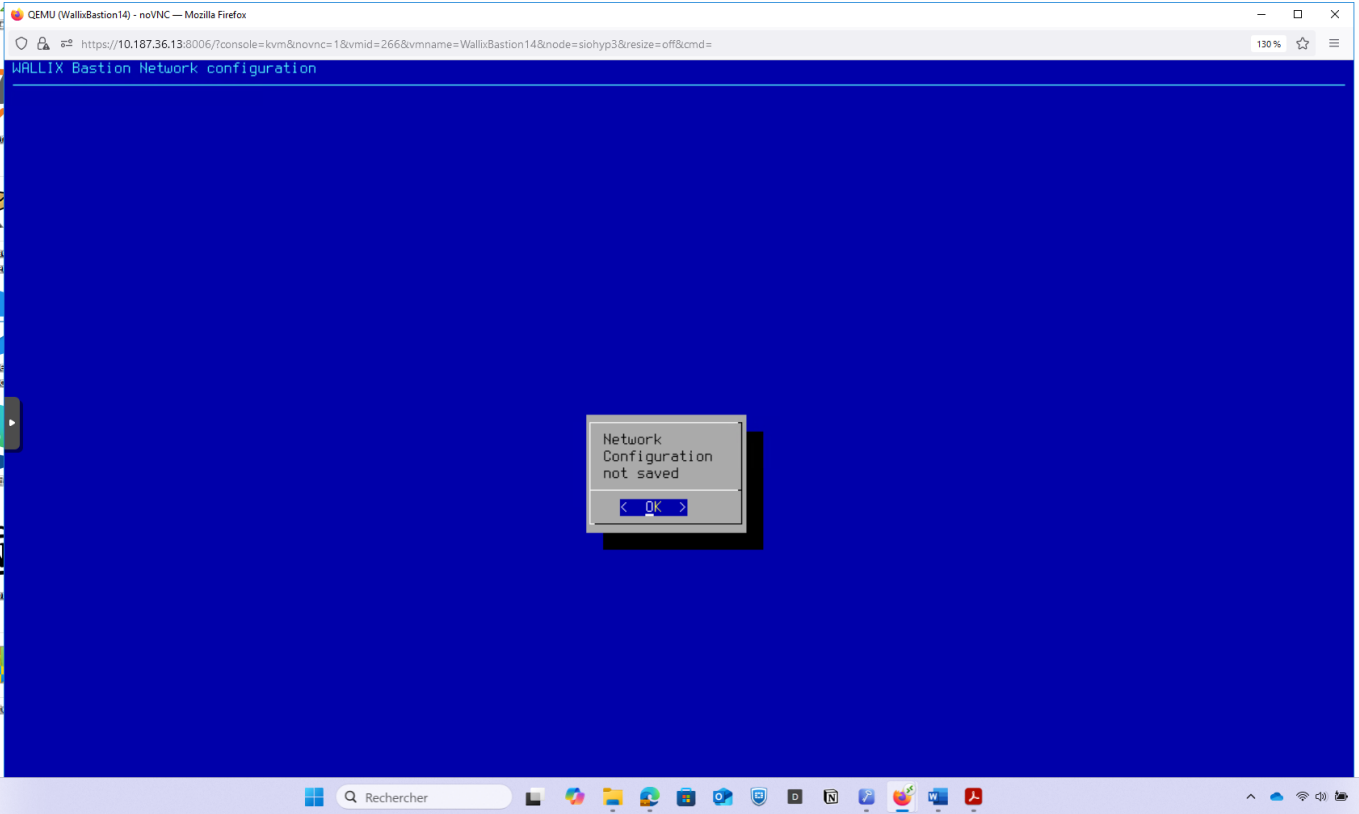 QEMU (WallixBastion14) - noVNC — Mozilla Firefox
https://10.187.36.13:8006/?console=kvm&novnc=1&vmid=266&vmname=WallixBastion14&node=siohyp3&resize=off&cmd=
130 %
WALLIX Bastion Network configuration
Network
Configuration
not saved
< OK >
Rechercher